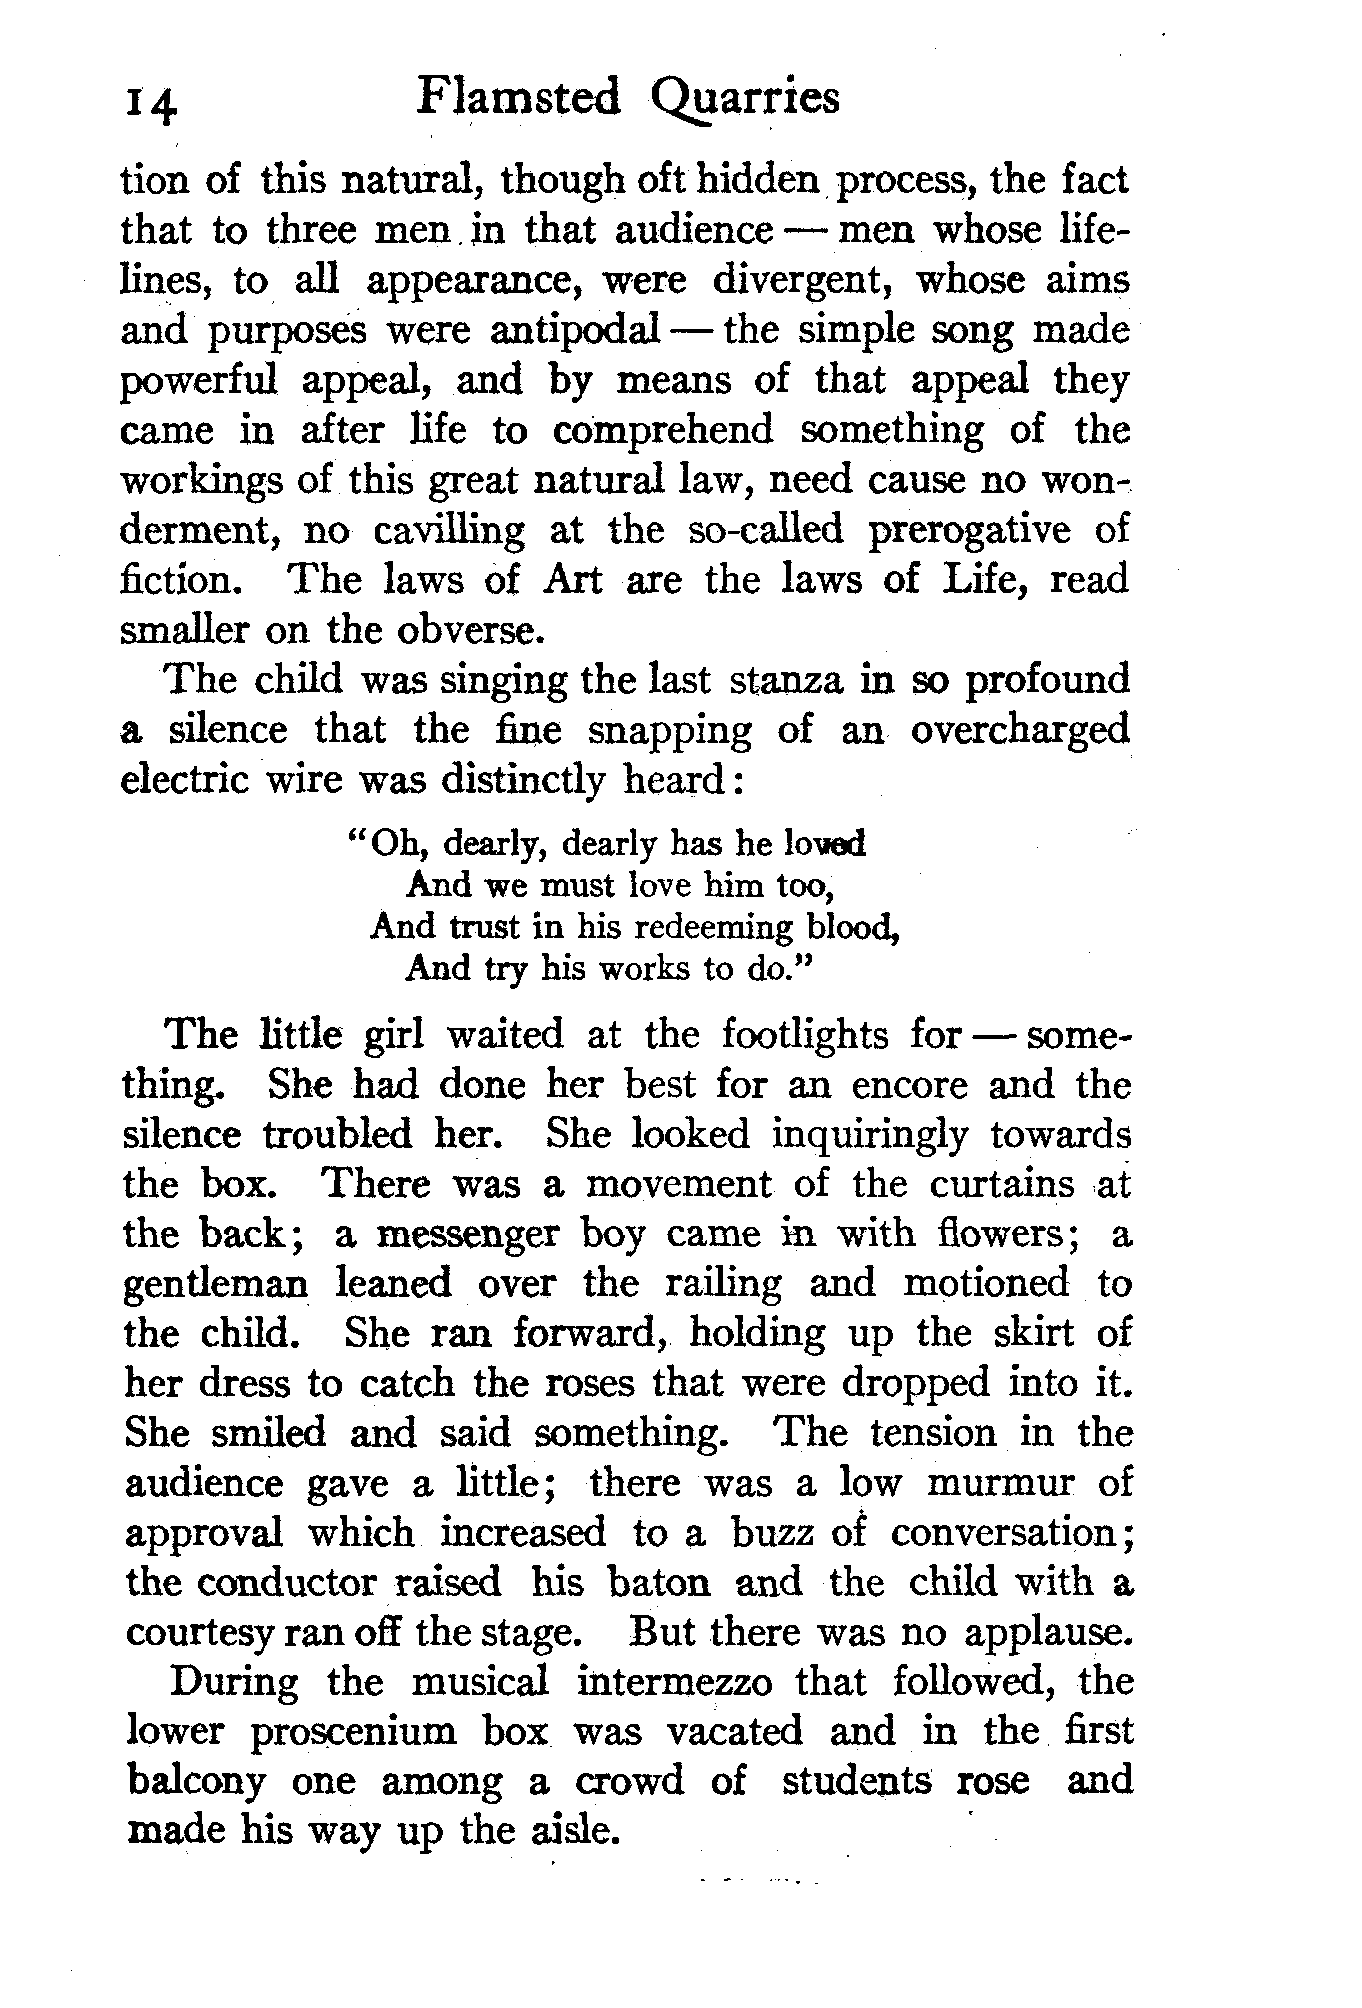 14 Flamsted Quarries
tion of this natural, though oft hidden process, the fact
that to three men in that audience — men whose life-
lines, to all appearance, were divergent, whose aims
and purposes were antipodal — the simple song made
powerful appeal, and by means of that appeal they
came in after life to comprehend something of the
workings of this great natural law, need cause no won-
derment, no cavilling at the so-called prerogative of
fiction. The laws of Art are the laws of Life, read
smaller on the obverse.
The child was singing the last stanza in so profound
a silence that the fine snapping of an overcharged
electric wire was distinctly heard:
"Oh, dearly, dearly has he loved
And we must love him too,
And trust in his redeeming blood,
And try his works to do."
The little girl waited at the footlights for — some-
thing. She had done her best for an encore and the
silence troubled her. She looked inquiringly towards
the box. There was a movement of the curtains at
the back; a messenger boy came in with flowers; a
gentleman leaned over the railing and motioned to
the child. She ran forward, holding up the skirt of
her dress to catch the roses that were dropped into it.
She smiled and said something. The tension in the
audience gave a little; there was a low murmur of
approval which increased to a buzz of conversation;
the conductor raised his baton and the child with a
courtesy ran off the stage. But there was no applause.
During the musical intermezzo that followed, the
lower proscenium box was vacated and in the first
balcony one among a crowd of students rose and
made his way up the aisle.